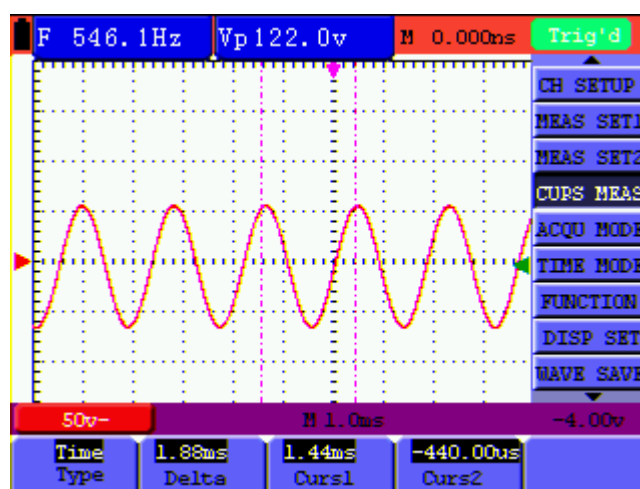 F 546.1Hz Vp122.0v M 0.000ns Trig'd
CH SETUP
MEAS SET1
MEAS SET2
CURS MEAS
ACQU MODE
TIME MODE
FUNCTION
DISP SET
WAVE SAVE
50v~ M 1.0ms -4.00v
Time 1.88ms 1.44ms -440.00us
Type Delta Curs1 Curs2